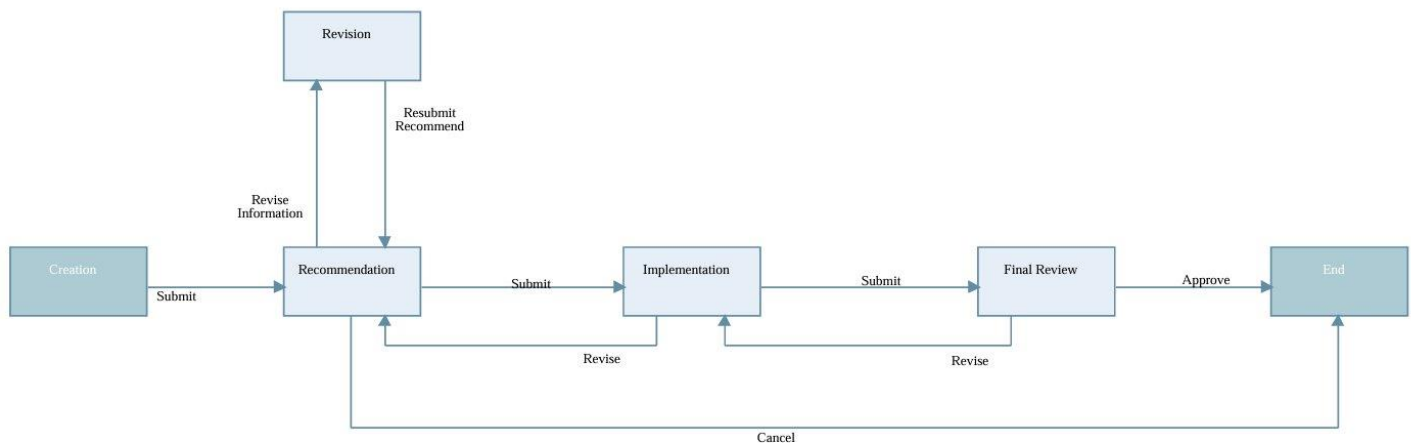 Revision
Resubmit
Recommend
Revise
Information
Creation
Submit
Recommendation
Submit
Implementation
Submit
Final Review
Approve
End
Revise
Revise
Cancel